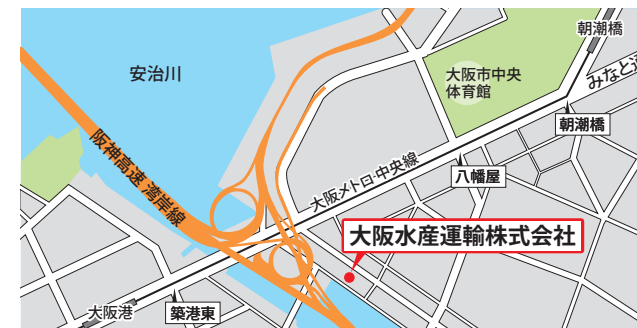 朝潮橋
安治川
大阪市中央
体育館
みなと通
朝潮橋
阪神高速 湾岸線
大阪メトロ・中央線
八幡屋
大阪水産運輸株式会社
大阪港
築港東